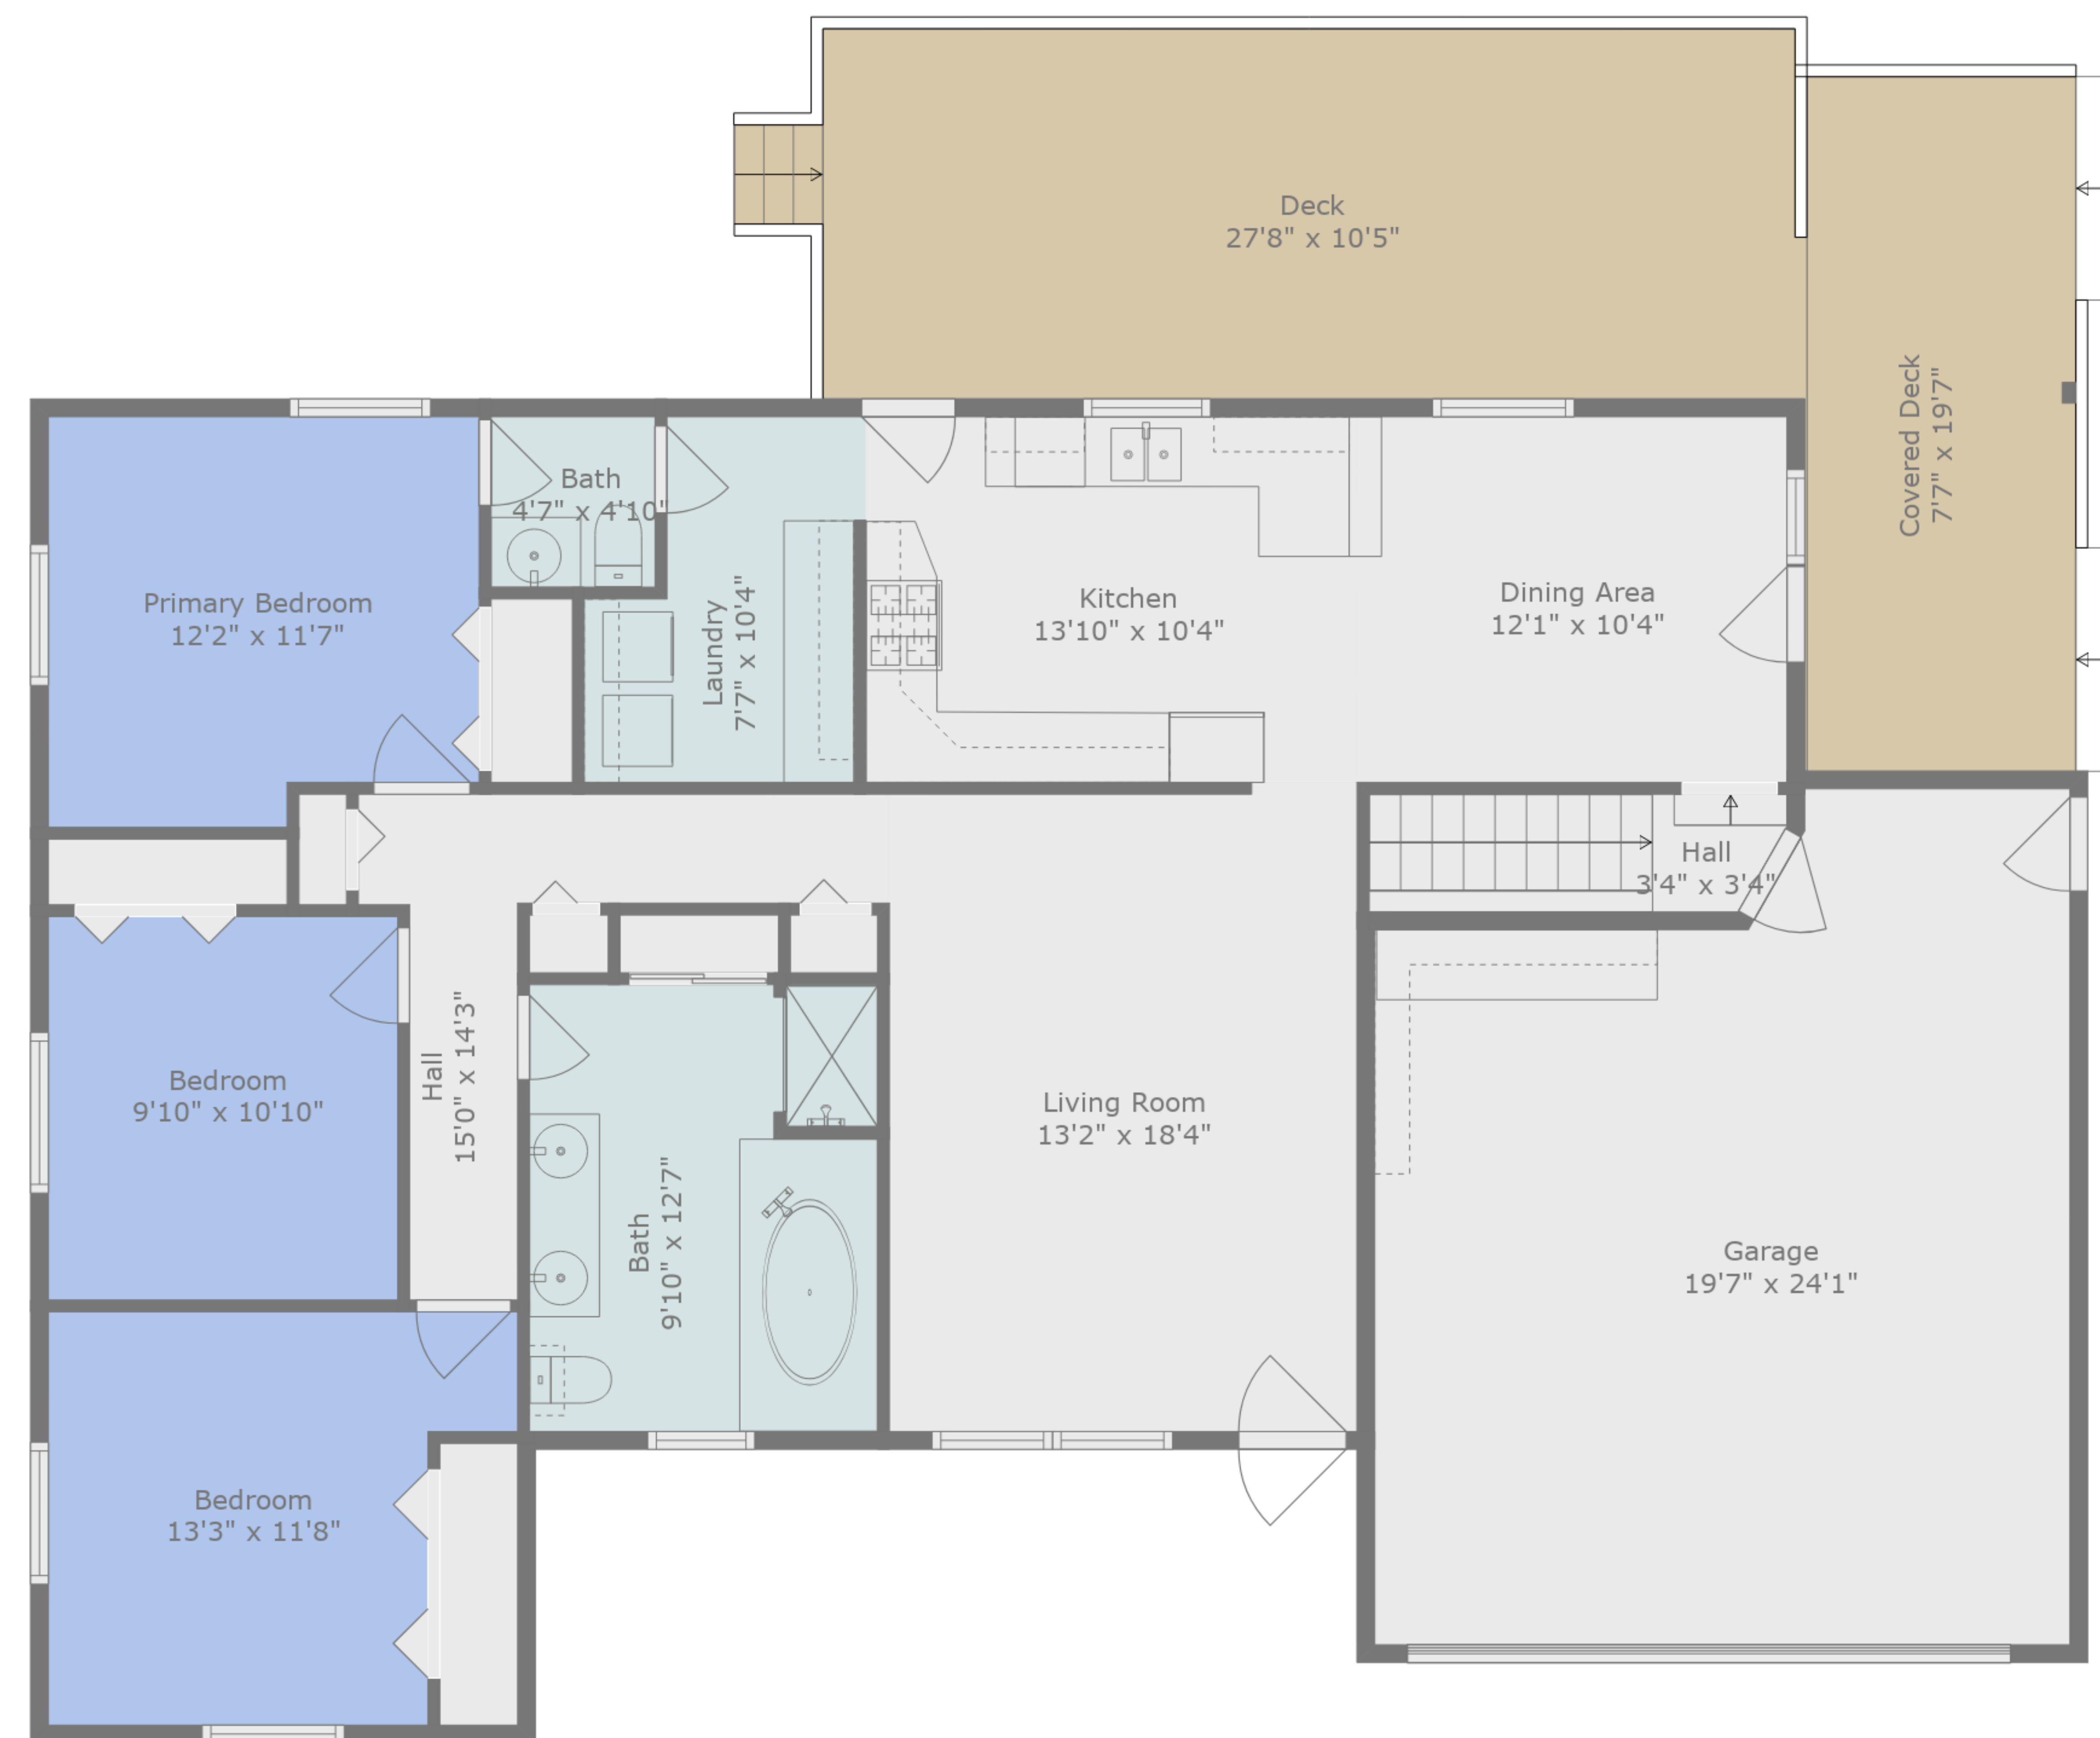 Deck
27'8" x 10'5"
Covered Deck
7'7" x 19'7"
Bath
4'7" x 4'10"
Primary Bedroom
12'2" x 11'7"
Laundry
7'7" x 10'4"
Kitchen
13'10" x 10'4"
Dining Area
12'1" x 10'4"
Hall
3'4" x 3'4"
Bedroom
9'10" x 10'10"
Hall
15'0" x 14'3"
Living Room
13'2" x 18'4"
Bath
9'10" x 12'7"
Garage
19'7" x 24'1"
Bedroom
13'3" x 11'8"